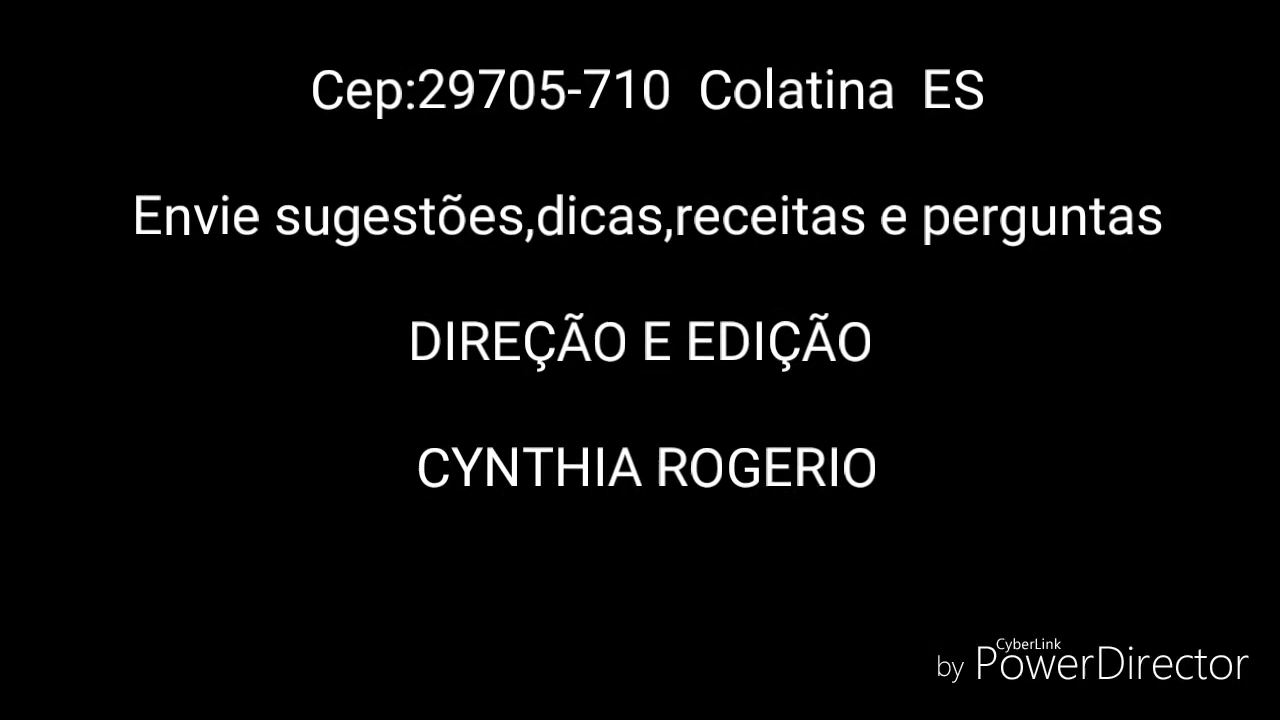 Cep:29705-710 Colatina ES
Envie sugestões,dicas,receitas e perguntas
DIREÇÃO E EDIÇÃO
CYNTHIA ROGERIO
CyberLink
by PowerDirector